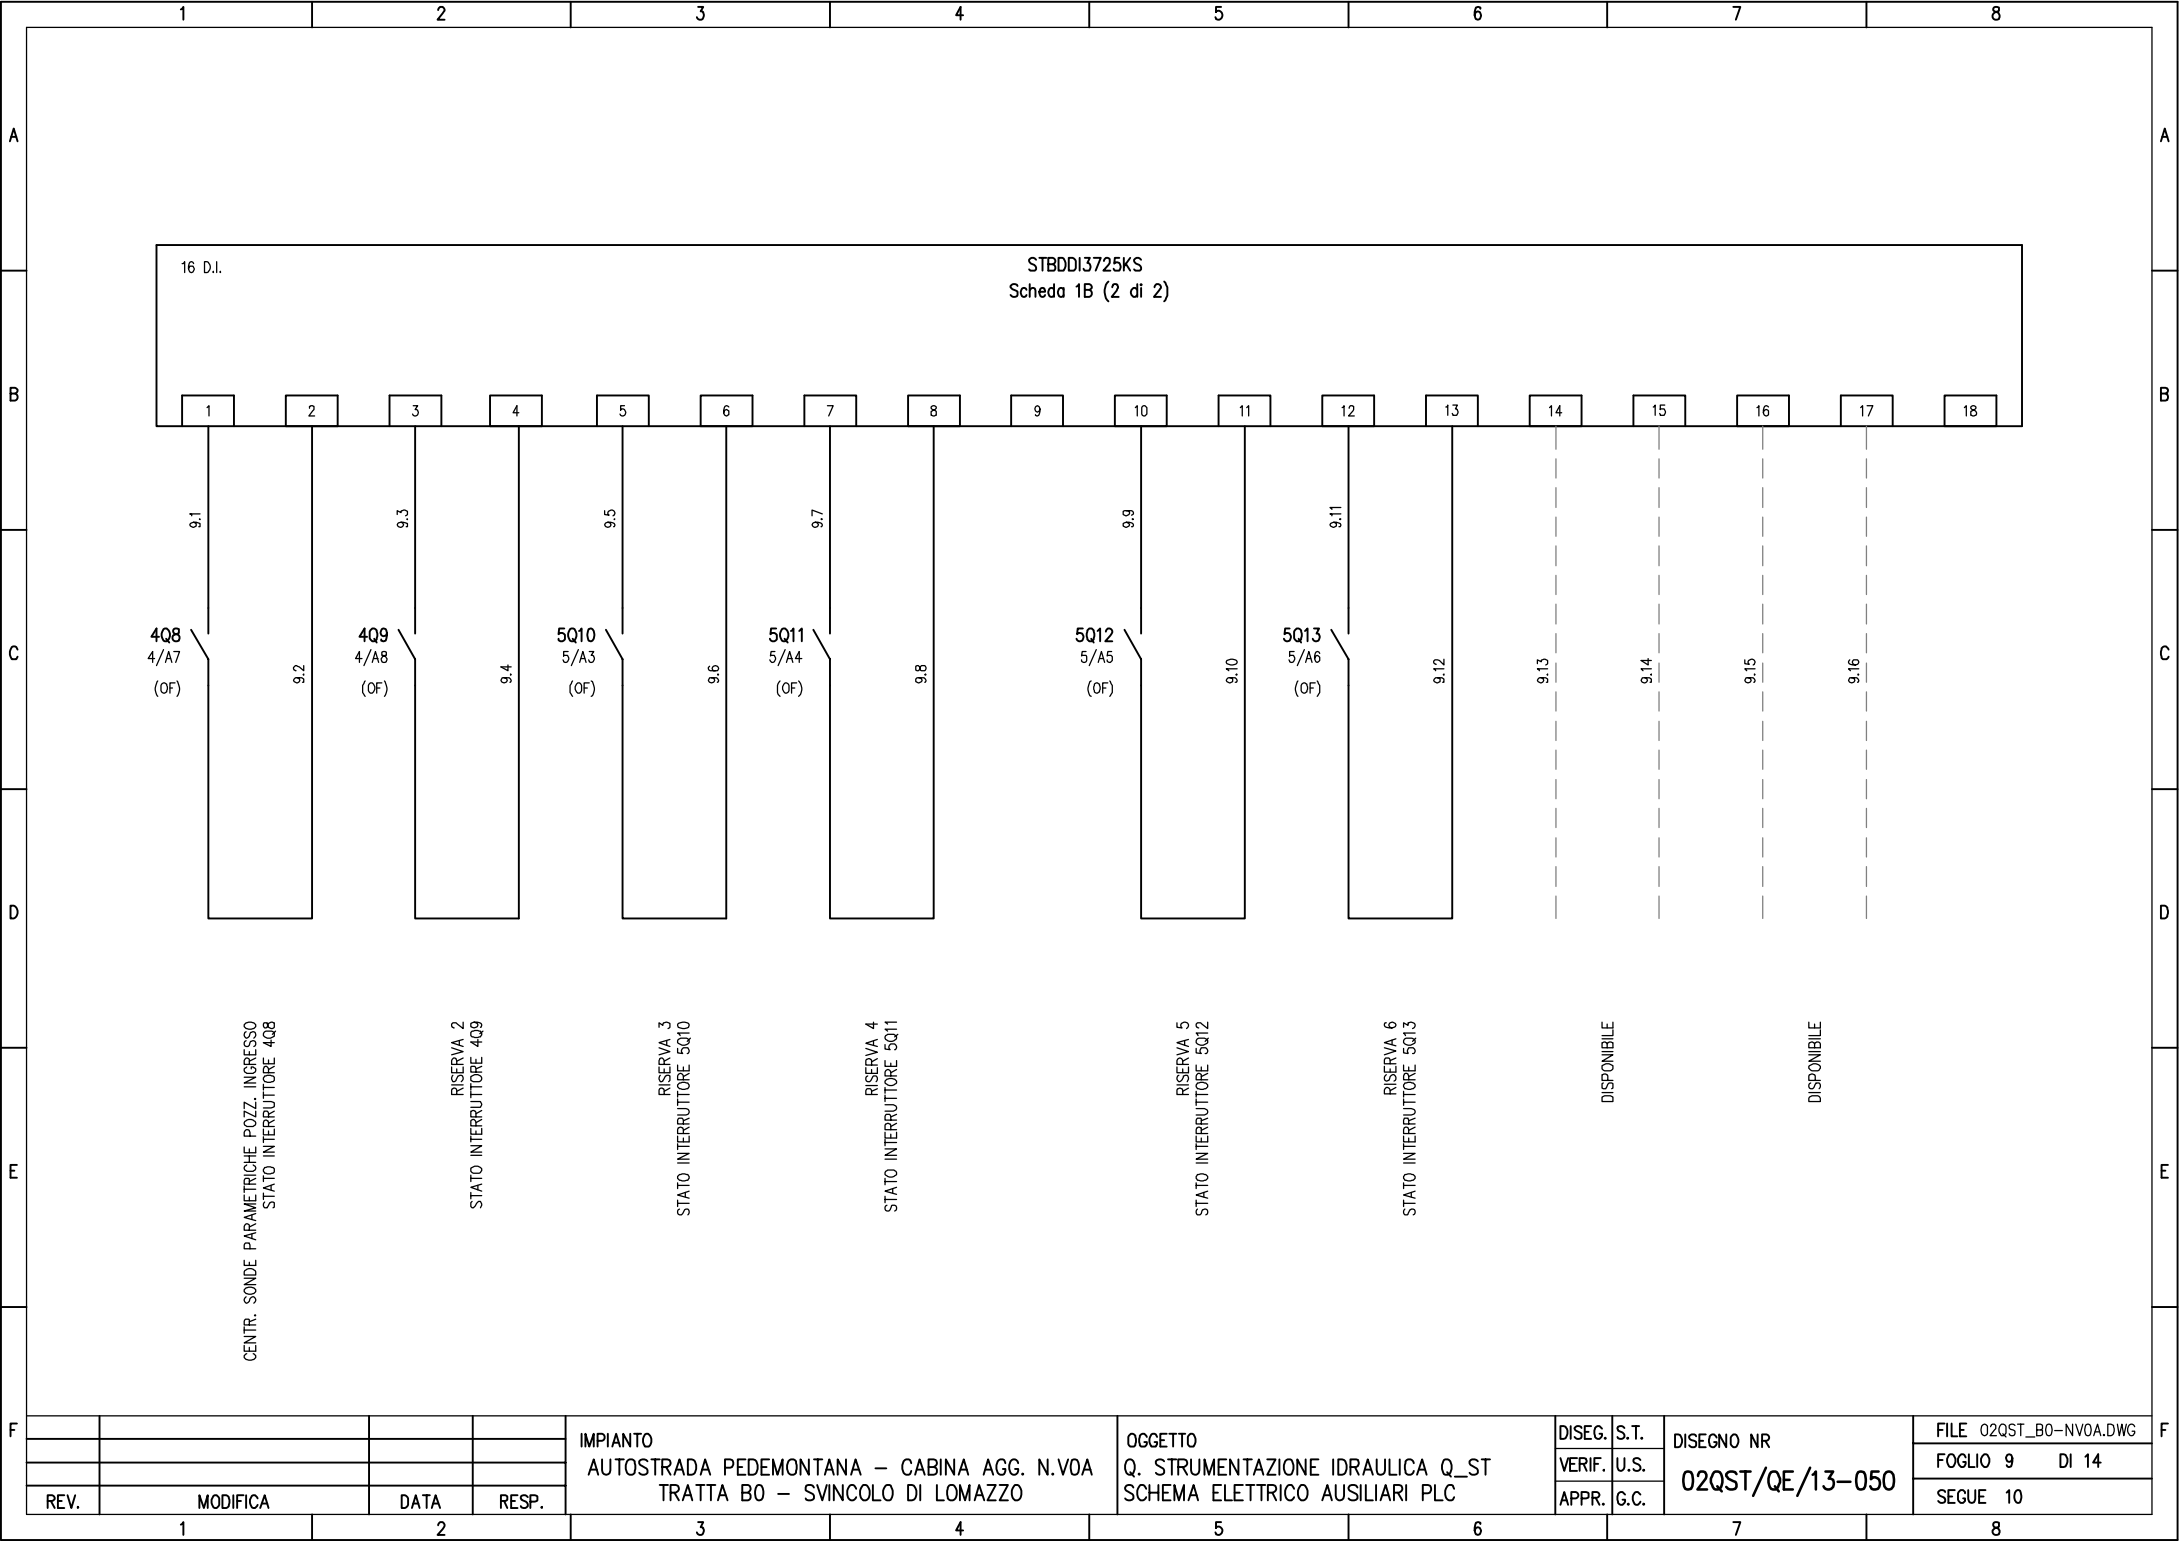 1 2 3 4 5 6 7 8
A A
16 D.I.
STBDDI3725KS
Scheda 1B (2 di 2)
B B
1 2 3 4 5 6 7 8 9 10 11 12 13 14 15 16 17 18
9.1 9.3 9.5 9.7 9.9 9.11
4Q8 4Q9 5Q10 5Q11 5Q12 5Q13
C C
4/A7 4/A8 5/A3 5/A4 5/A5 5/A6
9.2 9.4 9.6 9.8 9.10 9.12 9.13 9.14 9.15 9.16
(OF) (OF) (OF) (OF) (OF) (OF)
D D
CENTR. SONDE PARAMETRICHE POZZ. INGRESSO
STATO INTERRUTTORE 4Q8
RISERVA 2
STATO INTERRUTTORE 4Q9
RISERVA 3
STATO INTERRUTTORE 5Q10
RISERVA 4
STATO INTERRUTTORE 5Q11
RISERVA 5
STATO INTERRUTTORE 5Q12
RISERVA 6
STATO INTERRUTTORE 5Q13
DISPONIBILE
DISPONIBILE
E E
F F
REV. MODIFICA DATA RESP.
IMPIANTO
AUTOSTRADA PEDEMONTANA – CABINA AGG. N.V0A
TRATTA B0 – SVINCOLO DI LOMAZZO
OGGETTO
Q. STRUMENTAZIONE IDRAULICA Q_ST
SCHEMA ELETTRICO AUSILIARI PLC
DISEG. S.T.
VERIF. U.S.
APPR. G.C.
DISEGNO NR
02QST/QE/13–050
FILE 02QST_B0–NV0A.DWG
FOGLIO 9 DI 14
SEGUE 10
1 2 3 4 5 6 7 8